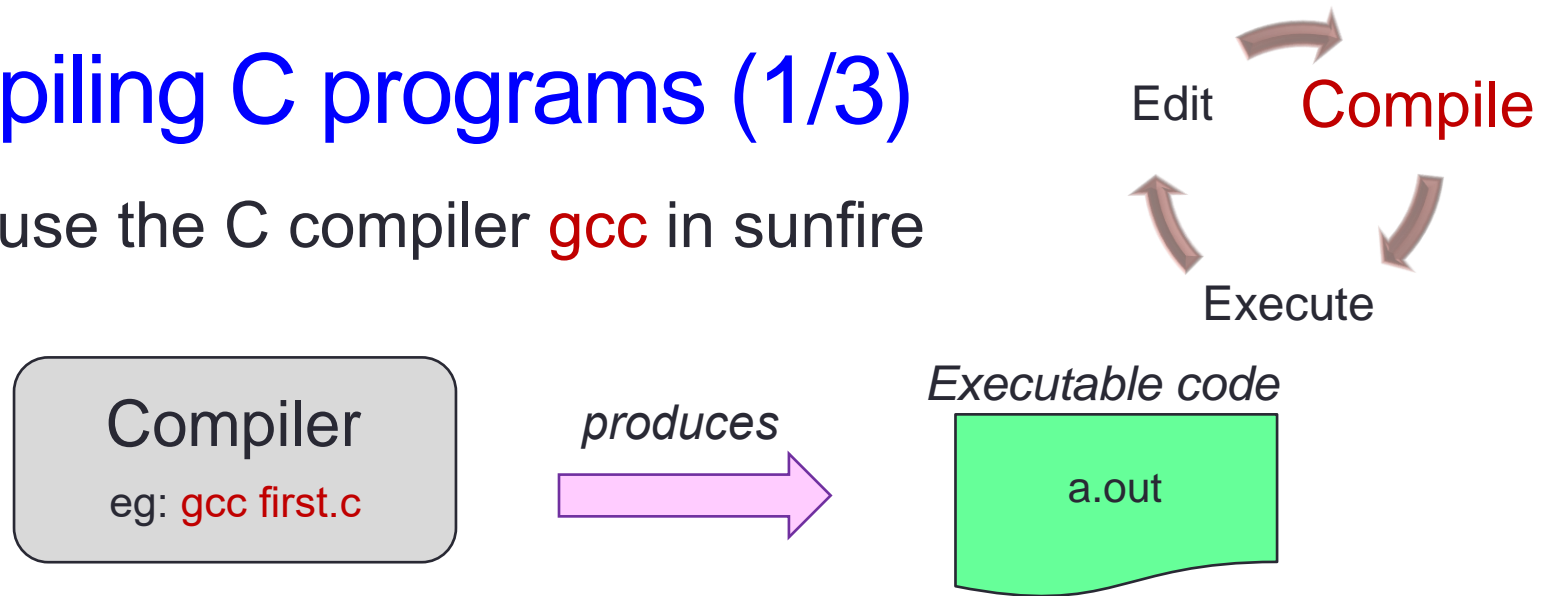 piling C programs (1/3)
Edit Compile
use the C compiler gcc in sunfire
Execute
Compiler
eg: gcc first.c
produces
Executable code
a.out